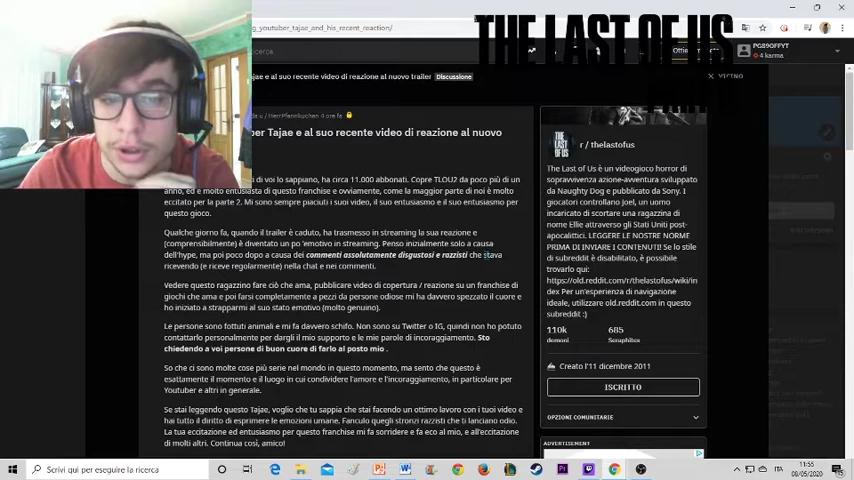 g_youtuber_tajae_and_his_recent_reaction/
THE LAST OF US
ricerca
PG89GFFYT
4 karma
ae e al suo recente video di reazione al nuovo trailer Discussione
VICINO
da u / HerrPfannkuchen 4 ore fa
er Tajae e al suo recente video di reazione al nuovo
r / thelastofus
di voi lo sappiano, ha circa 11.000 abbonati. Copre TLOU2 da poco più di un
anno, ed è molto entusiasta di questo franchise e ovviamente, come la maggior parte di noi è molto
eccitato per la parte 2. Mi sono sempre piaciuti i suoi video, il suo entusiasmo e il suo entusiasmo per
questo gioco.
Qualche giorno fa, quando il trailer è caduto, ha trasmesso in streaming la sua reazione e
(comprensibilmente) è diventato un po 'emotivo in streaming. Penso inizialmente solo a causa
dell'hype, ma poi poco dopo a causa dei commenti assolutamente disgustosi e razzisti che stava
ricevendo (e riceve regolarmente) nella chat e nei commenti.
Vedere questo ragazzino fare ciò che ama, pubblicare video di copertura / reazione su un franchise di
giochi che ama e poi farsi completamente a pezzi da persone odiose mi ha davvero spezzato il cuore e
ho iniziato a strapparmi al suo stato emotivo (molto genuino).
Le persone sono fottuti animali e mi fa davvero schifo. Non sono su Twitter o IG, quindi non ho potuto
contattarlo personalmente per dargli il mio supporto e le mie parole di incoraggiamento. Sto
chiedendo a voi persone di buon cuore di farlo al posto mio .
So che ci sono molte cose più serie nel mondo in questo momento, ma sento che questo è
esattamente il momento e il luogo in cui condividere l'amore e l'incoraggiamento, in particolare per
Youtuber e altri in generale.
Se stai leggendo questo Tajae, voglio che tu sappia che stai facendo un ottimo lavoro con i tuoi video e
hai tutto il diritto di esprimere le emozioni umane. Fanculo quegli stronzi razzisti che ti lanciano odio.
La tua eccitazione ed entusiasmo per questo franchise mi fa sorridere e fa eco al mio, e all'eccitazione
di molti altri. Continua così, amico!
The Last of Us è un videogioco horror di
sopravvivenza azione-avventura sviluppato
da Naughty Dog e pubblicato da Sony. I
giocatori controllano Joel, un uomo
incaricato di scortare una ragazzina di
nome Ellie attraverso gli Stati Uniti post-
apocalittici. LEGGERE LE NOSTRE NORME
PRIMA DI INVIARE I CONTENUTI! Se lo stile
di subreddit è disabilitato, è possibile
trovarlo qui:
https://old.reddit.com/r/thelastofus/wiki/in
dex Per un'esperienza di navigazione
ideale, utilizzare old.reddit.com in questo
subreddit :)
110k
685
demoni
Seraphites
Creato l'11 dicembre 2011
ISCRITTO
OPZIONI COMUNITARIE
ADVERTISEMENT
Scrivi qui per eseguire la ricerca
ITA
11:55
08/05/2020